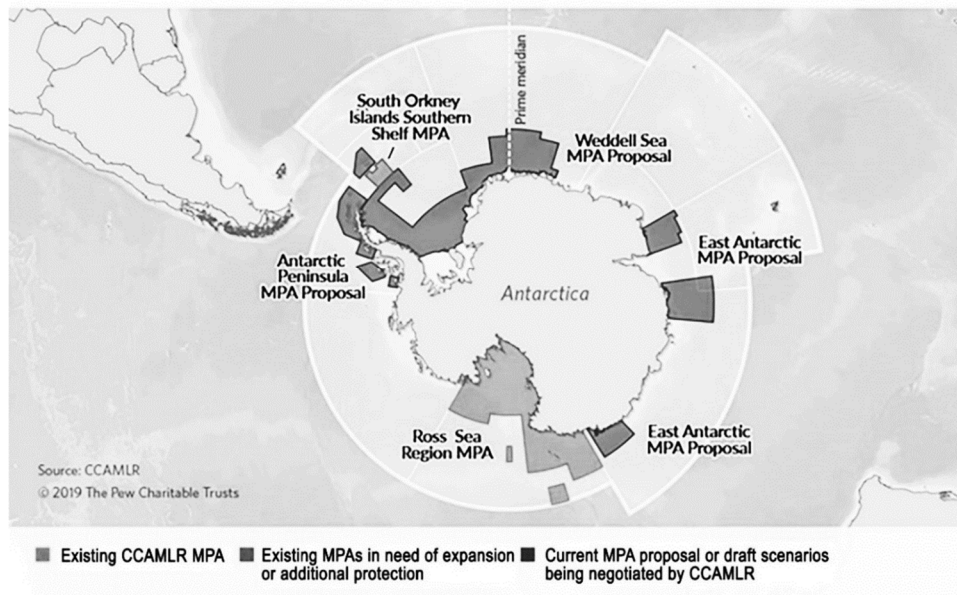 Prime meridian
South Orkney
Islands Southern
Shelf MPA
Weddell Sea
MPA Proposal
East Antarctic
MPA Proposal
Antarctic
Peninsula
MPA Proposal
Antarctica
Ross Sea
Region MPA
East Antarctic
MPA Proposal
Source: CCAMLR
© 2019 The Pew Charitable Trusts
Existing CCAMLR MPA
Existing MPAs in need of expansion
or additional protection
Current MPA proposal or draft scenarios
being negotiated by CCAMLR